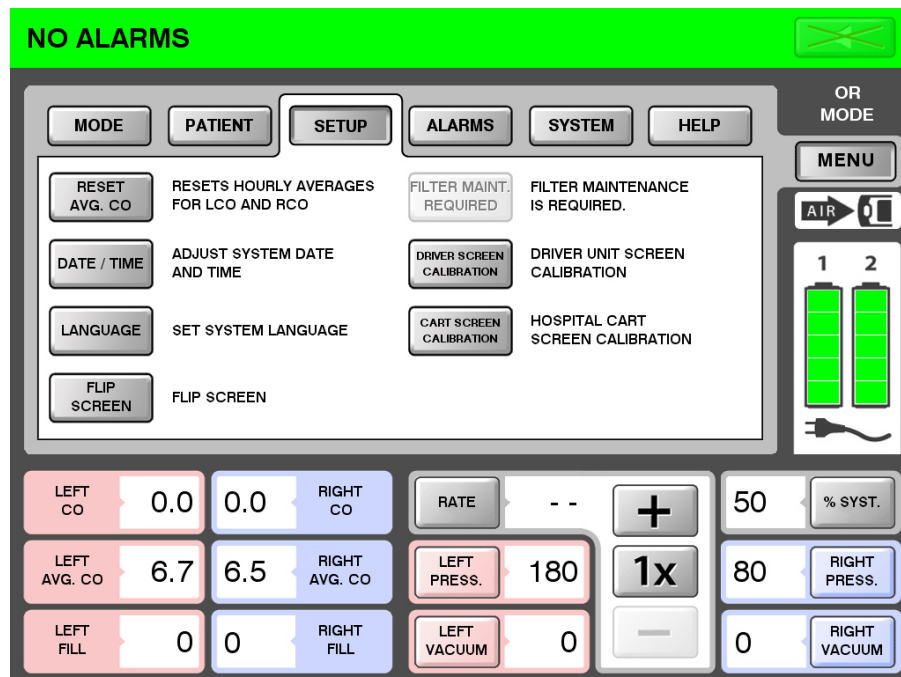 NO ALARMS
OR
MODE
MODE
PATIENT
SETUP
ALARMS
SYSTEM
HELP
MENU
RESET
AVG. CO
RESETS HOURLY AVERAGES
FOR LCO AND RCO
FILTER MAINT.
REQUIRED
FILTER MAINTENANCE
IS REQUIRED.
AIR
DATE / TIME
ADJUST SYSTEM DATE
AND TIME
DRIVER SCREEN
CALIBRATION
DRIVER UNIT SCREEN
CALIBRATION
1 2
LANGUAGE
SET SYSTEM LANGUAGE
CART SCREEN
CALIBRATION
HOSPITAL CART
SCREEN CALIBRATION
FLIP
SCREEN
FLIP SCREEN
LEFT
CO
0.0
0.0
RIGHT
CO
RATE
- -
+
50
% SYST.
LEFT
AVG. CO
6.7
6.5
RIGHT
AVG. CO
LEFT
PRESS.
180
1x
80
RIGHT
PRESS.
LEFT
FILL
0
0
RIGHT
FILL
LEFT
VACUUM
0
—
0
RIGHT
VACUUM